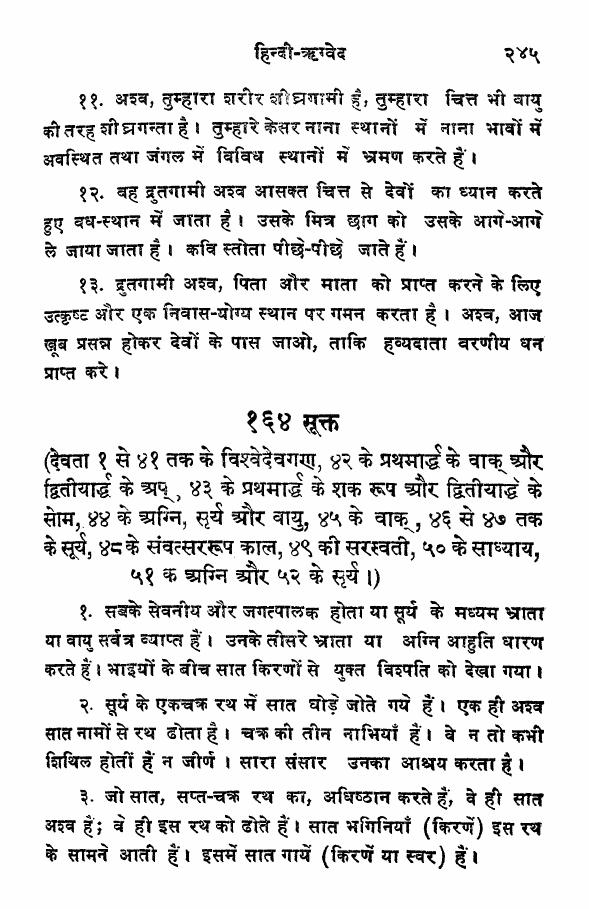 हिन्दी-ऋग्वेद २४५
११. अश्व, तुम्हारा शरीर शीघ्रगामी है, तुम्हारा चित्त भी वायु
की तरह शीघ्रगन्ता है। तुम्हारे केसर नाना स्थानों में नाना भावों में
अवस्थित तथा जंगल में विविध स्थानों में भ्रमण करते हैं।
१२. वह द्रुतगामी अश्व आसक्त चित्त से देवों का ध्यान करते
हुए वध-स्थान में जाता है। उसके मित्र छाग को उसके आगे-आगे
ले जाया जाता है। कवि स्तोता पीछे-पीछे जाते हैं।
१३. द्रुतगामी अश्व, पिता और माता को प्राप्त करने के लिए
उत्कृष्ट और एक निवास-योग्य स्थान पर गमन करता है। अश्व, आज
खूब प्रसन्न होकर देवों के पास जाओ, ताकि हव्यदाता वरणीय धन
प्राप्त करे।
१६४ सूक्त
(देवता १ से ४१ तक के विश्वेदेवगण, ४२ के प्रथमार्द्ध के वाक् और
द्वितीयार्द्ध के अप्, ४३ के प्रथमार्द्ध के शक रूप और द्वितीयार्द्ध के
सोम, ४४ के अग्नि, सूर्य और वायु, ४५ के वाक्, ४६ से ४७ तक
के सूर्य, ४८ के संवत्सररूप काल, ४९ की सरस्वती, ५० के साध्याय,
५१ क अग्नि और ५२ के सूर्य।)
१. सबके सेवनीय और जगत्पालक होता या सूर्य के मध्यम भ्राता
या वायु सर्वत्र व्याप्त हैं। उनके तीसरे भ्राता या अग्नि आहुति धारण
करते हैं। भाइयों के बीच सात किरणों से युक्त विश्पति को देखा गया।
२. सूर्य के एकचक्र रथ में सात घोड़े जोते गये हैं। एक ही अश्व
सात नामों से रथ ढोता है। चक्र की तीन नाभियाँ हैं। वे न तो कभी
शिथिल होतीं हैं न जीर्ण। सारा संसार उनका आश्रय करता है।
३. जो सात, सप्त-चक्र रथ का, अधिष्ठान करते हैं, वे ही सात
अश्व हैं; वे ही इस रथ को ढोते हैं। सात भगिनियाँ (किरणें) इस रथ
के सामने आती हैं। इसमें सात गायें (किरणें या स्वर) हैं।